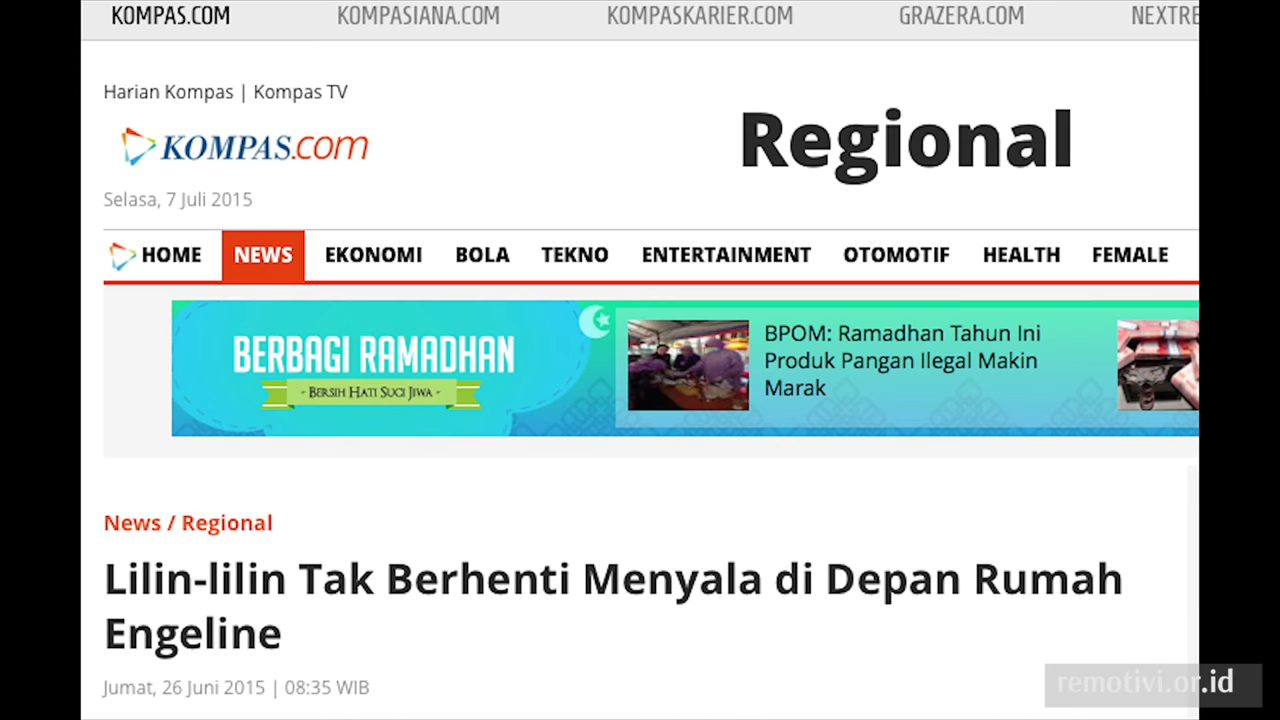 KOMPAS.COM KOMPASIANA.COM KOMPASKARIER.COM GRAZERA.COM NEXTRE
Harian Kompas | Kompas TV
KOMPAS.com
Regional
Selasa, 7 Juli 2015
HOME NEWS EKONOMI BOLA TEKNO ENTERTAINMENT OTOMOTIF HEALTH FEMALE
BERBAGI RAMADHAN
- BERSIH HATI SUCI JIWA -
BPOM: Ramadhan Tahun Ini
Produk Pangan Ilegal Makin
Marak
News / Regional
Lilin-lilin Tak Berhenti Menyala di Depan Rumah
Engeline
Jumat, 26 Juni 2015 | 08:35 WIB
remotivi.or.id